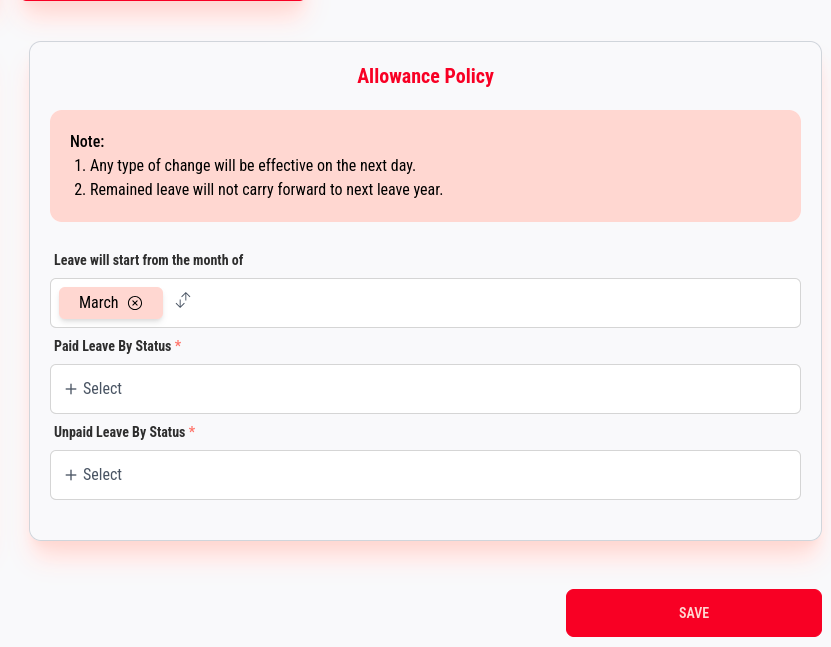 Allowance Policy
Note:
1. Any type of change will be effective on the next day.
2. Remained leave will not carry forward to next leave year.
Leave will start from the month of
March
Paid Leave By Status *
+ Select
Unpaid Leave By Status *
+ Select
SAVE